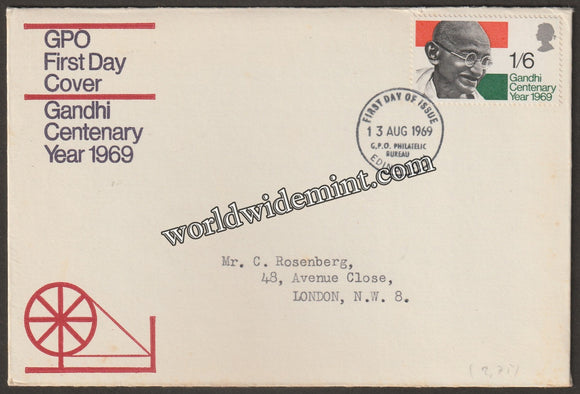 GPO
First Day
Cover
Gandhi
Centenary
Year 1969
1/6
Gandhi
Centenary
Year 1969
FIRST DAY OF ISSUE
13 AUG 1969
G.P.O. PHILATELIC
BUREAU
worldwidemint.com
Mr. C. Rosenberg,
48, Avenue Close,
LONDON, N.W. 8.